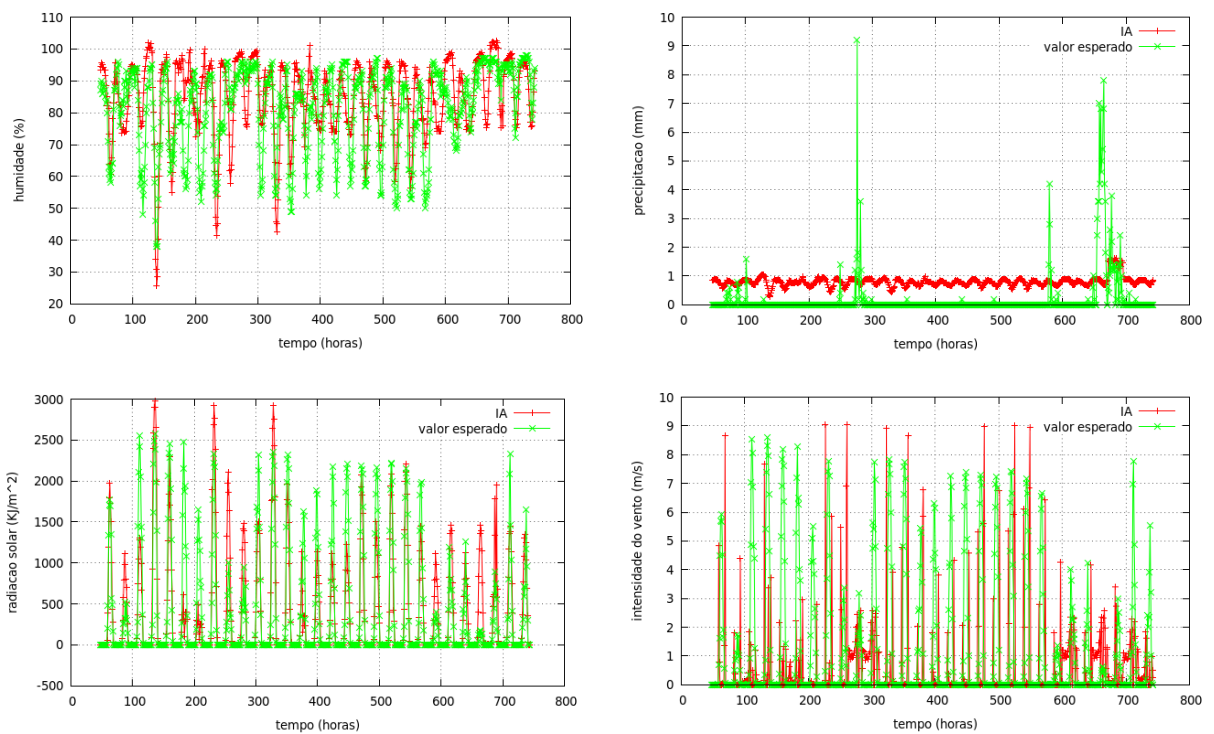 110
100
90
80
70
60
50
40
30
20
humidade (%)
0 100 200 300 400 500 600 700 800
tempo (horas)
10
9
8
7
6
5
4
3
2
1
0
precipitacao (mm)
IA
valor esperado
0 100 200 300 400 500 600 700 800
tempo (horas)
3000
2500
2000
1500
1000
500
0
-500
radiacao solar (KJ/m^2)
IA
valor esperado
0 100 200 300 400 500 600 700 800
tempo (horas)
10
9
8
7
6
5
4
3
2
1
0
intensidade do vento (m/s)
IA
valor esperado
0 100 200 300 400 500 600 700 800
tempo (horas)